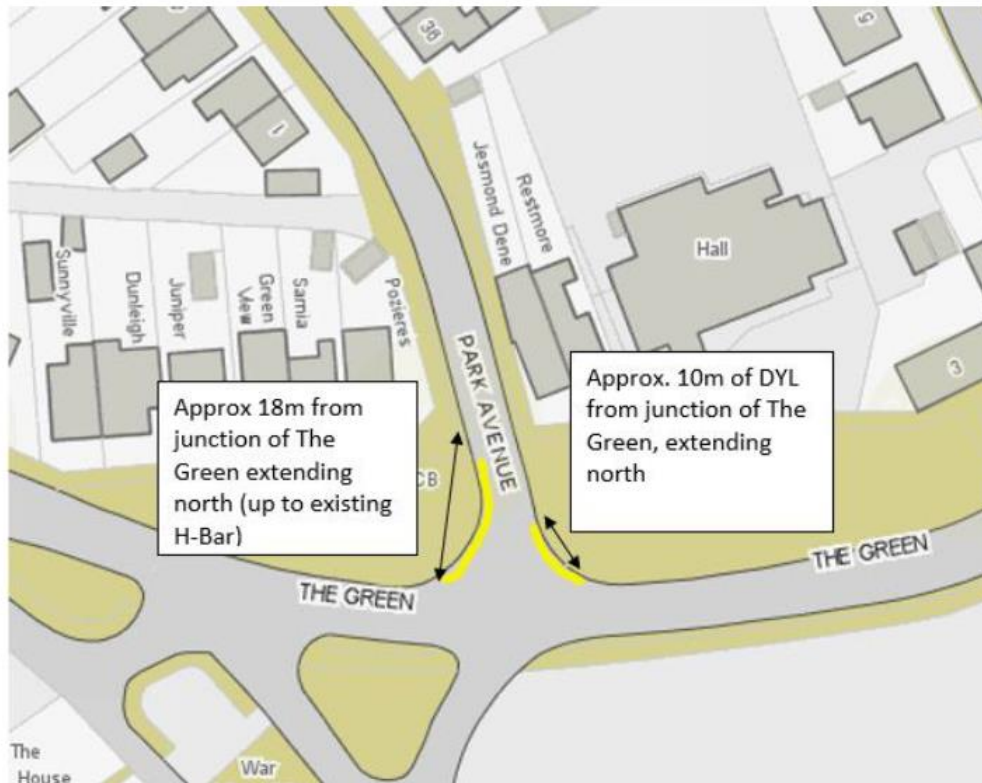 36
5
1
Jesmond Dene
Restmore
Hall
Sunnyville
Dunleigh
Juniper
Green
View
Sarnia
Pozieres
3
PARK AVENUE
Approx 18m from
junction of The
Green extending
north (up to existing
H-Bar)
Approx. 10m of DYL
from junction of The
Green, extending
north
CB
THE GREEN
THE GREEN
The
House
War